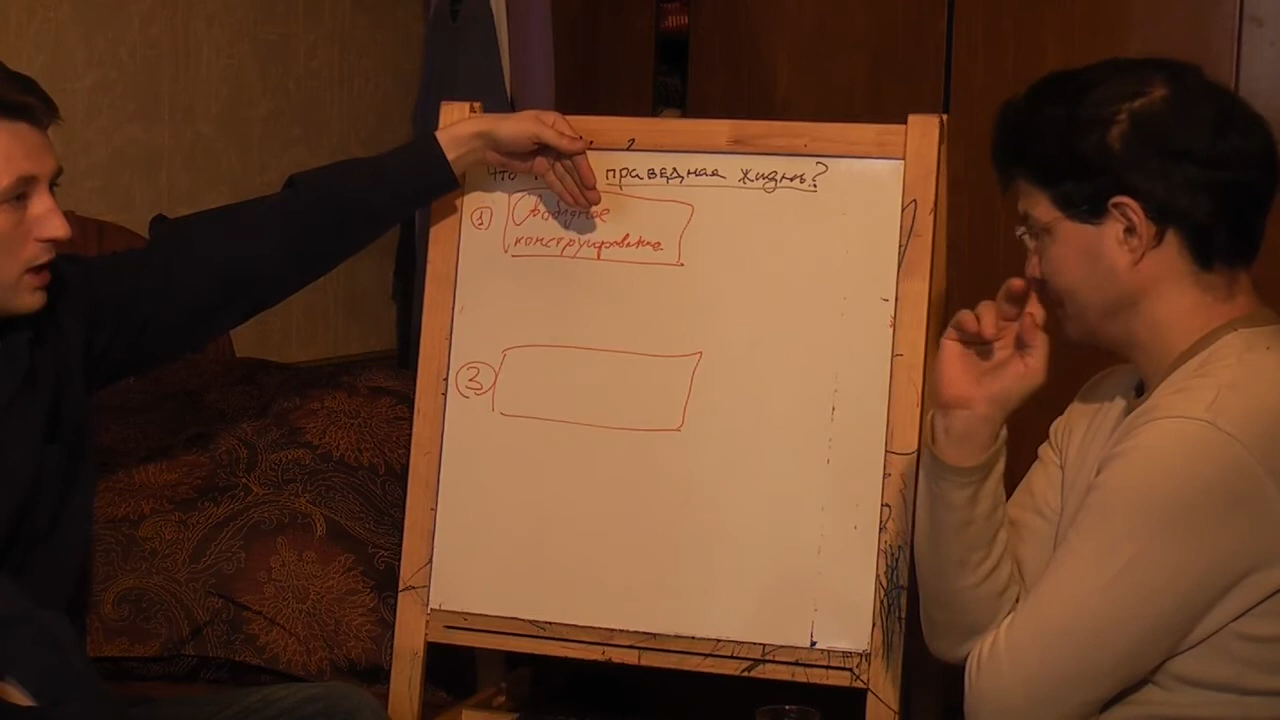 Что праведная жизнь?
1 Свободное
конструирование
3